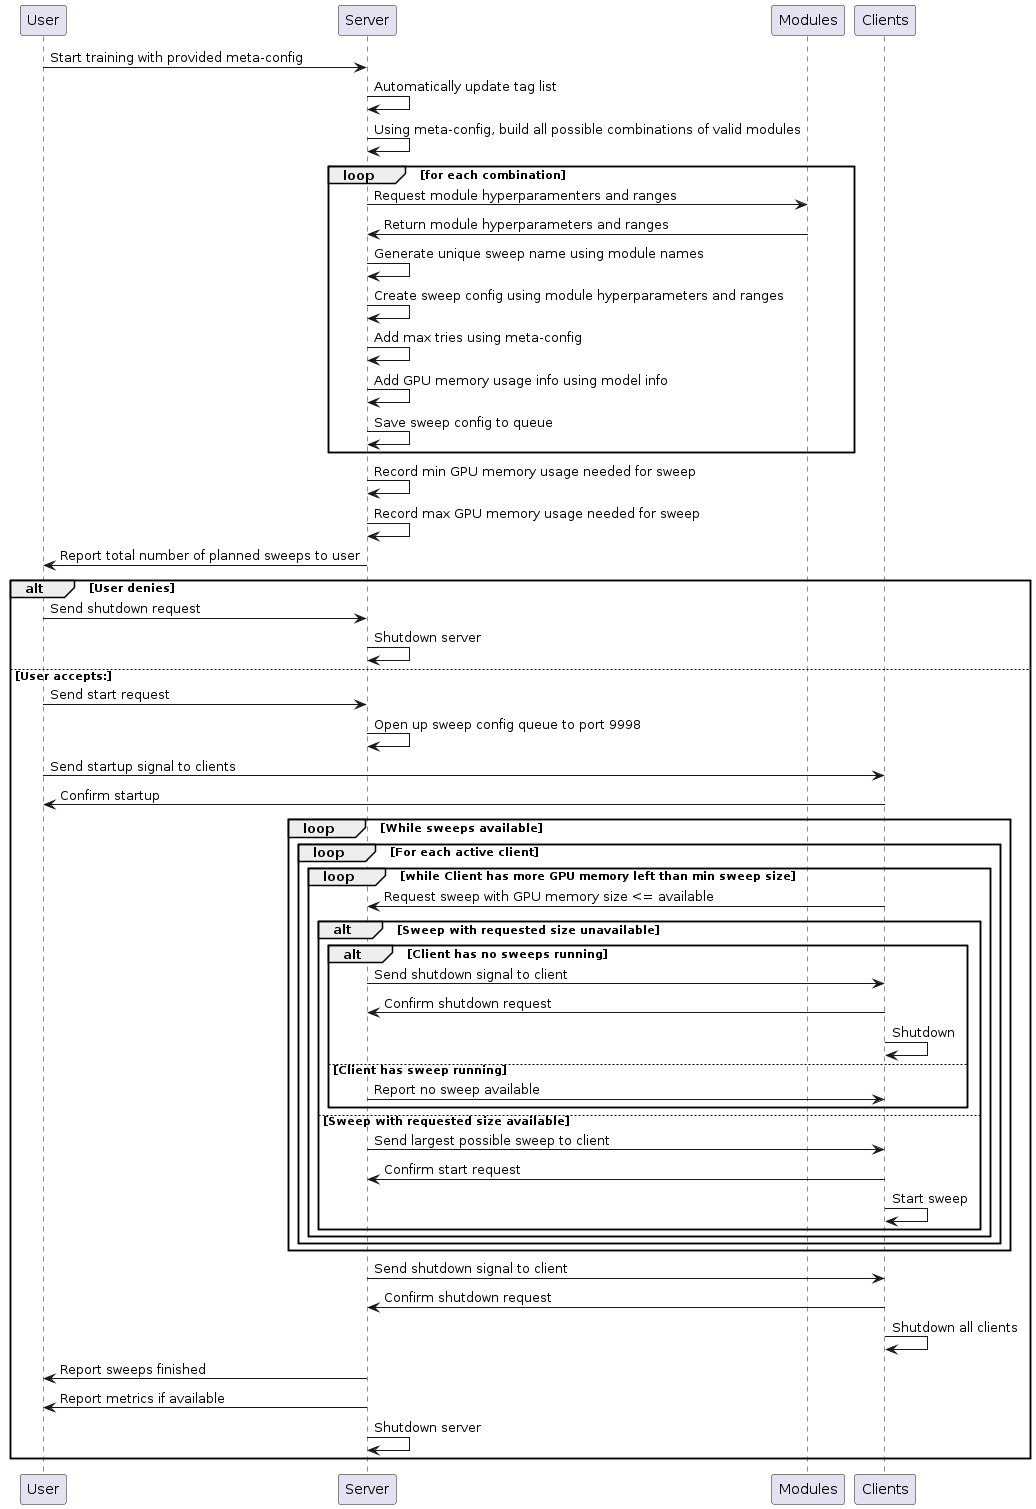 User Server Modules Clients
Start training with provided meta-config
Automatically update tag list
Using meta-config, build all possible combinations of valid modules
loop [for each combination]
Request module hyperparamenters and ranges
Return module hyperparameters and ranges
Generate unique sweep name using module names
Create sweep config using module hyperparameters and ranges
Add max tries using meta-config
Add GPU memory usage info using model info
Save sweep config to queue
Record min GPU memory usage needed for sweep
Record max GPU memory usage needed for sweep
Report total number of planned sweeps to user
alt [User denies]
Send shutdown request
Shutdown server
[User accepts:]
Send start request
Open up sweep config queue to port 9998
Send startup signal to clients
Confirm startup
loop [While sweeps available]
loop [For each active client]
loop [while Client has more GPU memory left than min sweep size]
Request sweep with GPU memory size <= available
alt [Sweep with requested size unavailable]
alt [Client has no sweeps running]
Send shutdown signal to client
Confirm shutdown request
Shutdown
[Client has sweep running]
Report no sweep available
[Sweep with requested size available]
Send largest possible sweep to client
Confirm start request
Start sweep
Send shutdown signal to client
Confirm shutdown request
Shutdown all clients
Report sweeps finished
Report metrics if available
Shutdown server
User Server Modules Clients